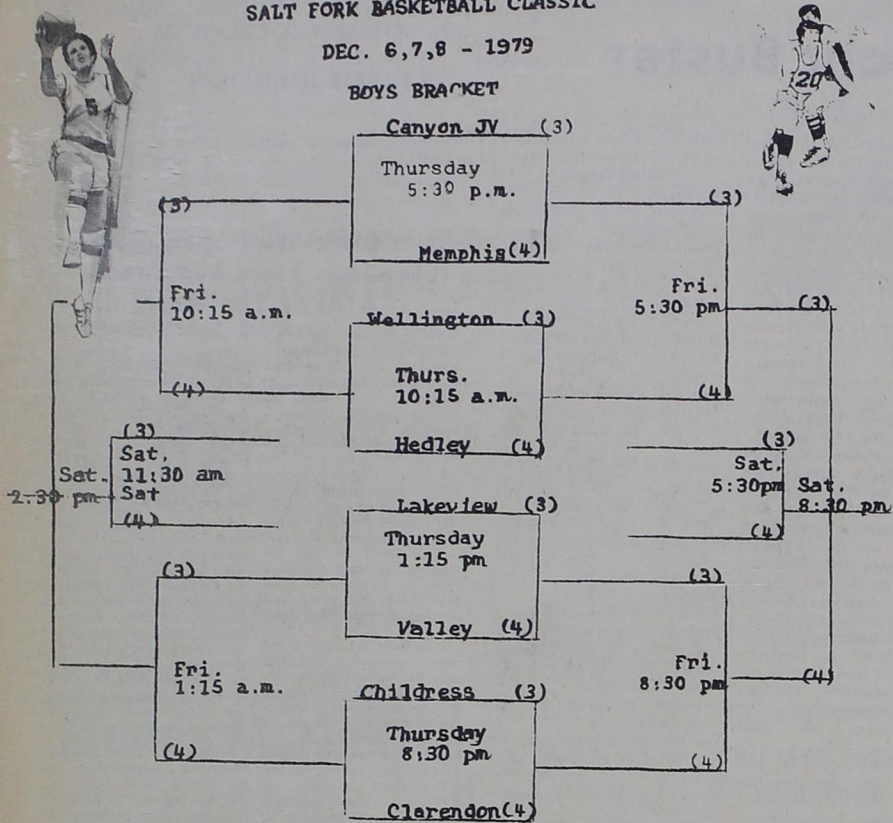 SALT FORK BASKETBALL CLASSIC
DEC. 6,7,8 - 1979
BOYS BRACKET
Canyon JV (3)
Thursday
5:30 p.m.
Memphis(4)
(3)
(3)
Fri.
10:15 a.m.
Fri.
5:30 pm
(3)
Wellington (3)
Thurs.
10:15 a.m.
Hedley (4)
(4)
(4)
(3)
Sat.
11:30 am
Sat
(4)
Sat.
2:30 pm
(3)
Sat.
5:30pm
(4)
Sat.
8:30 pm
Lakeview (3)
Thursday
1:15 pm
Valley (4)
(3)
(3)
Fri.
1:15 a.m.
Fri.
8:30 pm
(4)
Childress (3)
Thursday
8:30 pm
Clarendon(4)
(4)
(4)
20
5